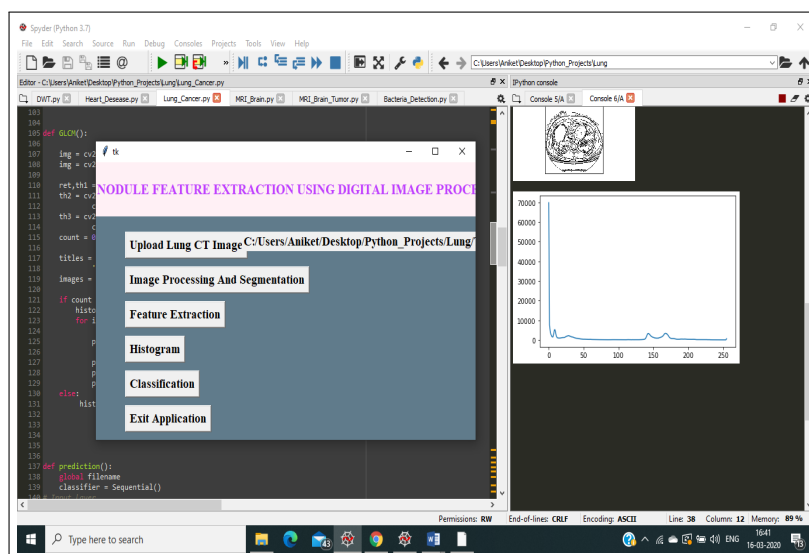 Spyder (Python 3.7)
File Edit Search Source Run Debug Consoles Projects Tools View Help
C:\Users\Aniket\Desktop\Python_Projects\Lung
Editor - C:\Users\Aniket\Desktop\Python_Projects\Lung\Lung_Cancer.py
IPython console
DWT.py Heart_Desease.py Lung_Cancer.py MRI_Brain.py MRI_Brain_Tumor.py Bacteria_Detection.py
Console 5/A Console 6/A
103
104
105 def GLCM():
106
107 img = cv2
108 img = cv2
109
110 ret,th1 =
111 th2 = cv2
112 c
113 th3 = cv2
114 c
115 count = 0
116
117 titles =
118
119 images =
120
121 if count
122 histo
123 for i
124
125 p
126
127 p
128 p
129 p
130 else:
131 hist
132
133
134
135
136
137 def prediction():
138 global filename
139 classifier = Sequential()
140 # Input layer
tk
NODULE FEATURE EXTRACTION USING DIGITAL IMAGE PROCE
Upload Lung CT Image C:/Users/Aniket/Desktop/Python_Projects/Lung/
Image Processing And Segmentation
Feature Extraction
Histogram
Classification
Exit Application
70000
60000
50000
40000
30000
20000
10000
0
0 50 100 150 200 250
Permissions: RW End-of-lines: CRLF Encoding: ASCII Line: 38 Column: 12 Memory: 89 %
Type here to search
43
ENG
16:41
16-03-2020
13